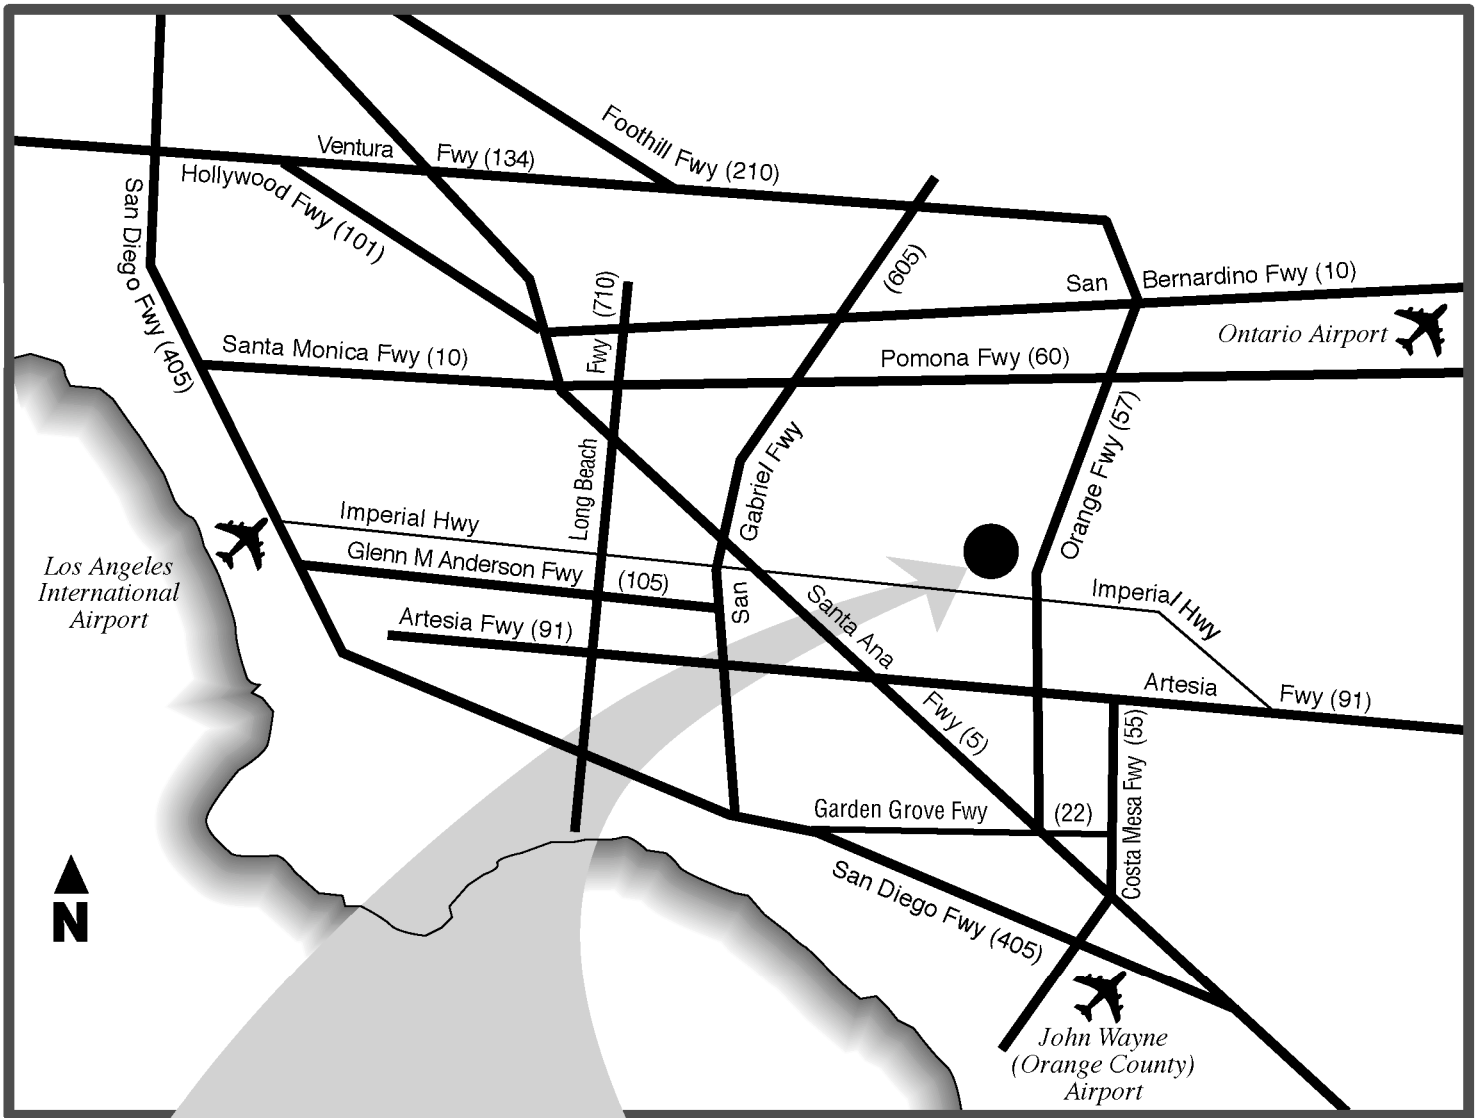 Foothill Fwy (210)
Ventura Fwy (134)
Hollywood Fwy (101)
San Diego Fwy (405)
(605)
San Bernardino Fwy (10)
Ontario Airport
Fwy (710)
Santa Monica Fwy (10)
Pomona Fwy (60)
Orange Fwy (57)
Gabriel Fwy
Long Beach
Imperial Hwy
Glenn M Anderson Fwy (105)
Los Angeles
International
Airport
San
Santa Ana
Imperial Hwy
Artesia Fwy (91)
Artesia Fwy (91)
Fwy (5)
Costa Mesa Fwy (55)
Garden Grove Fwy (22)
San Diego Fwy (405)
N
John Wayne
(Orange County)
Airport